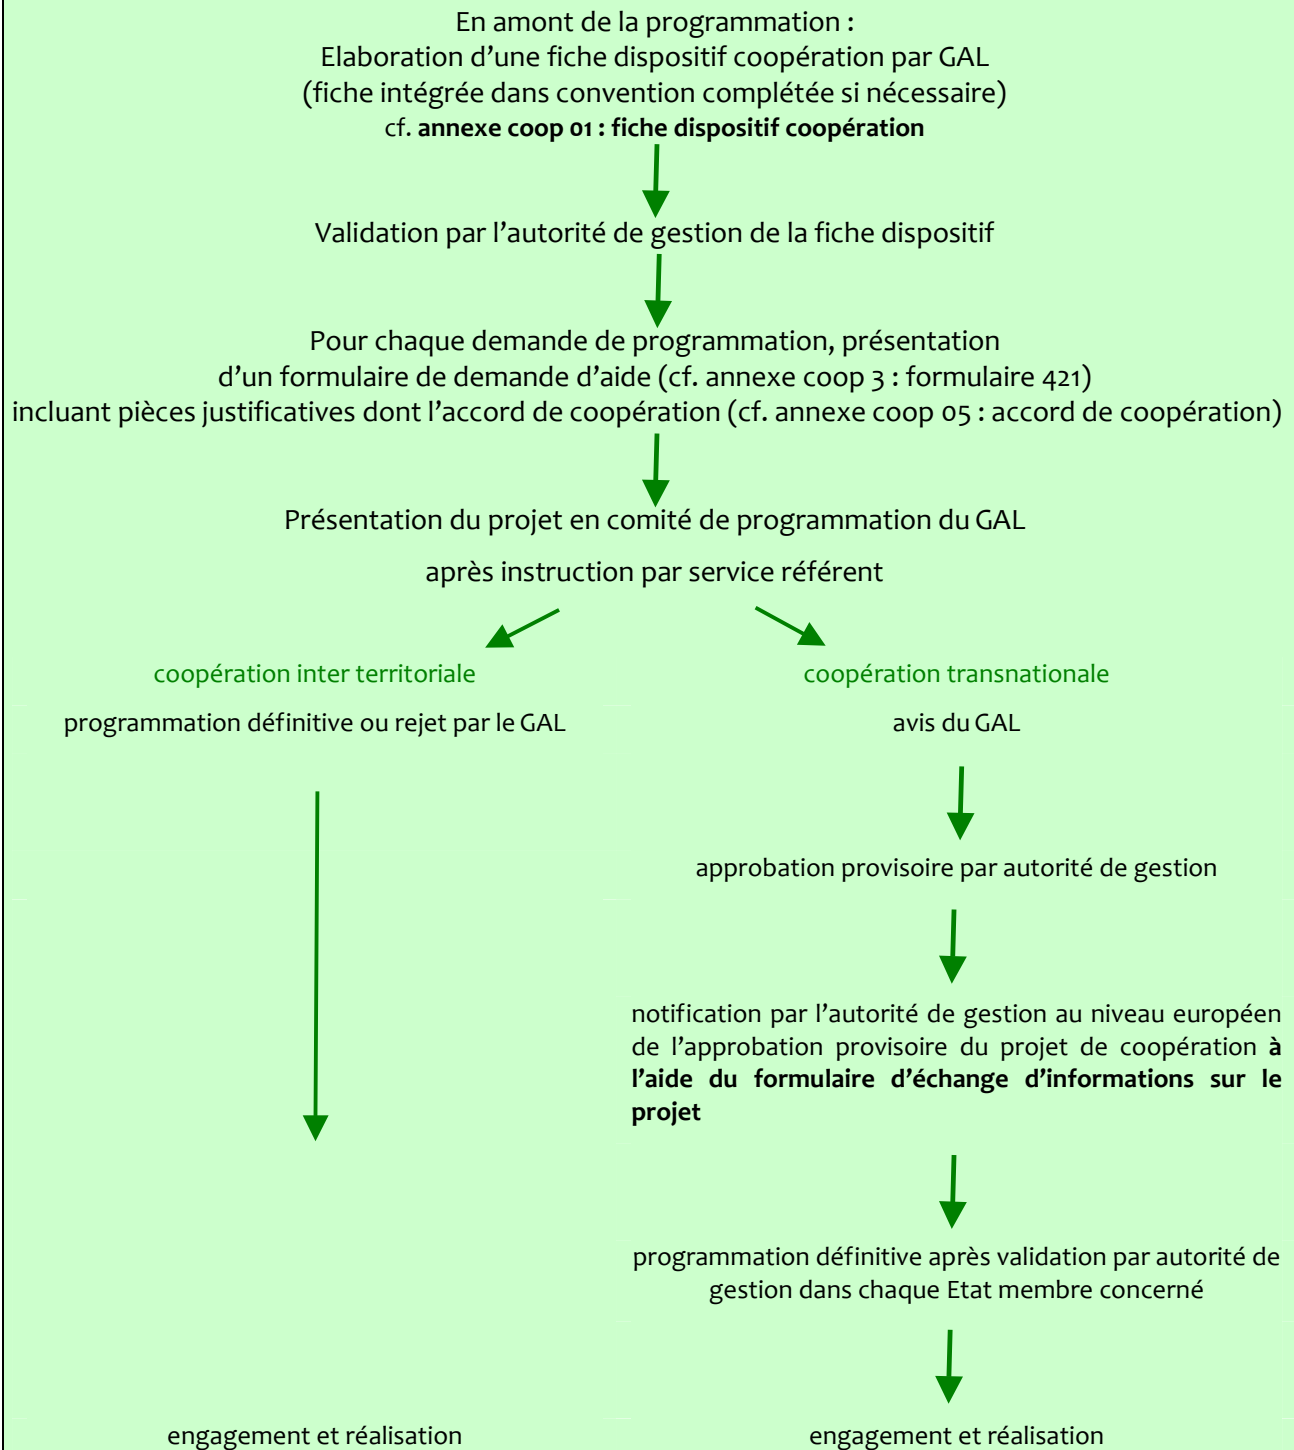 En amont de la programmation :
Elaboration d’une fiche dispositif coopération par GAL
(fiche intégrée dans convention complétée si nécessaire)
cf. annexe coop 01 : fiche dispositif coopération
Validation par l’autorité de gestion de la fiche dispositif
Pour chaque demande de programmation, présentation
d’un formulaire de demande d’aide (cf. annexe coop 3 : formulaire 421)
incluant pièces justificatives dont l’accord de coopération (cf. annexe coop 05 : accord de coopération)
Présentation du projet en comité de programmation du GAL
après instruction par service référent
coopération inter territoriale
programmation définitive ou rejet par le GAL
engagement et réalisation
coopération transnationale
avis du GAL
approbation provisoire par autorité de gestion
notification par l’autorité de gestion au niveau européen
de l’approbation provisoire du projet de coopération à
l’aide du formulaire d’échange d’informations sur le
projet
programmation définitive après validation par autorité de
gestion dans chaque Etat membre concerné
engagement et réalisation